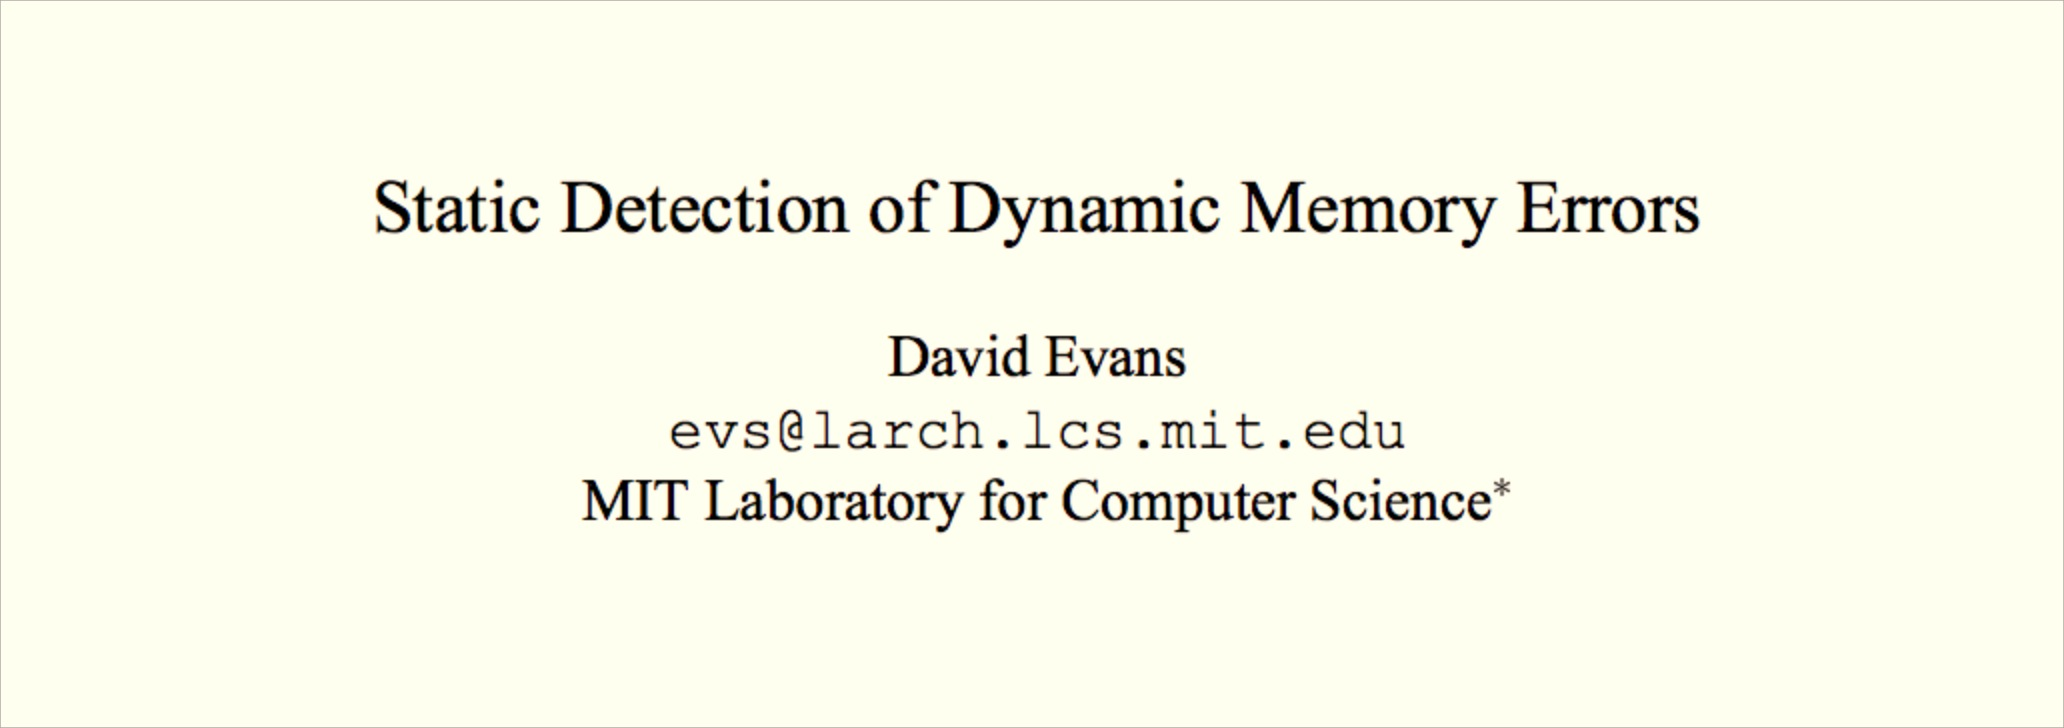 Static Detection of Dynamic Memory Errors
David Evans
evs@larch.lcs.mit.edu
MIT Laboratory for Computer Science*